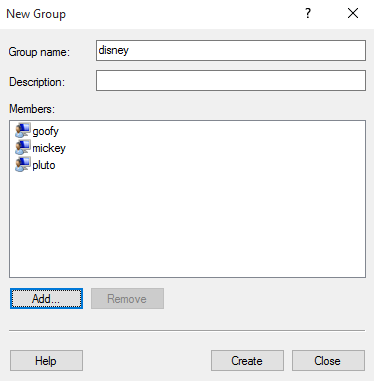 New Group
?
Group name: disney
Description:
Members:
goofy
mickey
pluto
Add... Remove
Help Create Close